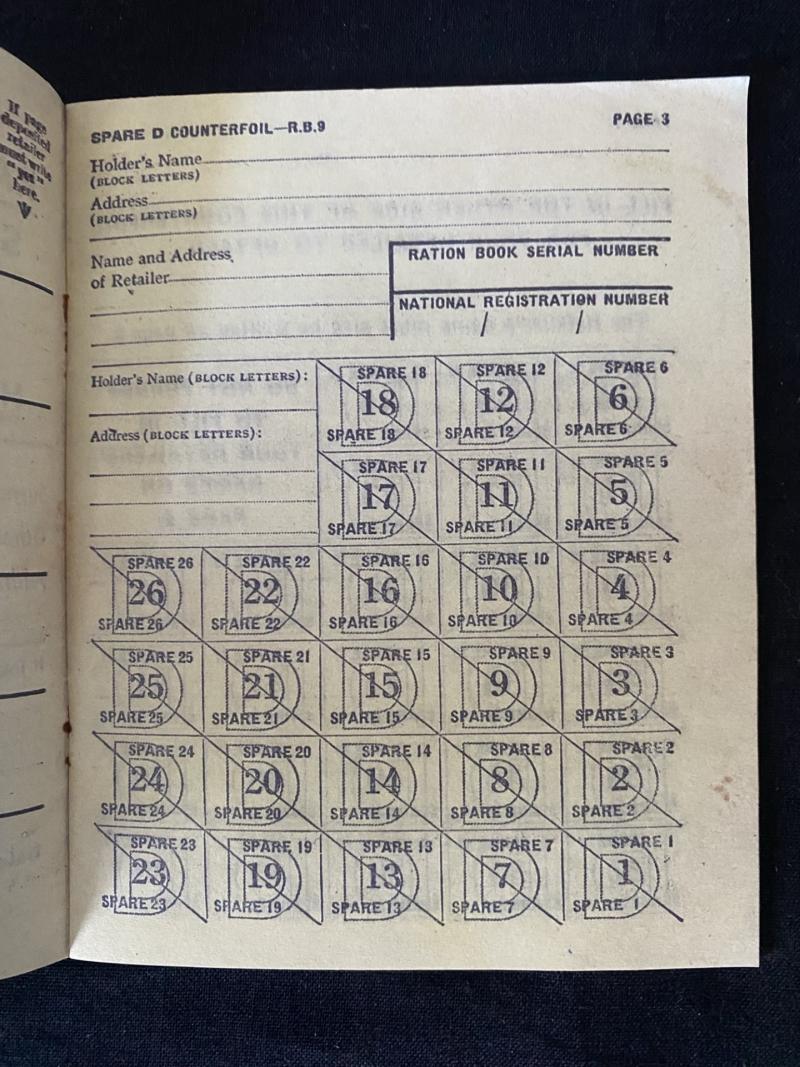 If page
deposited
retailer
must write
"
here.
SPARE D COUNTERFOIL—R.B.9
PAGE 3
Holder's Name
(BLOCK LETTERS)
Address
(BLOCK LETTERS)
Name and Address
of Retailer
RATION BOOK SERIAL NUMBER
NATIONAL REGISTRATION NUMBER
/ /
Holder's Name (BLOCK LETTERS):
Address (BLOCK LETTERS):
SPARE 18 SPARE 12 SPARE 6
D 18 D 12 D 6
SPARE 18 SPARE 12 SPARE 6
SPARE 17 SPARE 11 SPARE 5
D 17 D 11 D 5
SPARE 17 SPARE 11 SPARE 5
SPARE 26 SPARE 22 SPARE 16 SPARE 10 SPARE 4
D 26 D 22 D 16 D 10 D 4
SPARE 26 SPARE 22 SPARE 16 SPARE 10 SPARE 4
SPARE 25 SPARE 21 SPARE 15 SPARE 9 SPARE 3
D 25 D 21 D 15 D 9 D 3
SPARE 25 SPARE 21 SPARE 15 SPARE 9 SPARE 3
SPARE 24 SPARE 20 SPARE 14 SPARE 8 SPARE 2
D 24 D 20 D 14 D 8 D 2
SPARE 24 SPARE 20 SPARE 14 SPARE 8 SPARE 2
SPARE 23 SPARE 19 SPARE 13 SPARE 7 SPARE 1
D 23 D 19 D 13 D 7 D 1
SPARE 23 SPARE 19 SPARE 13 SPARE 7 SPARE 1